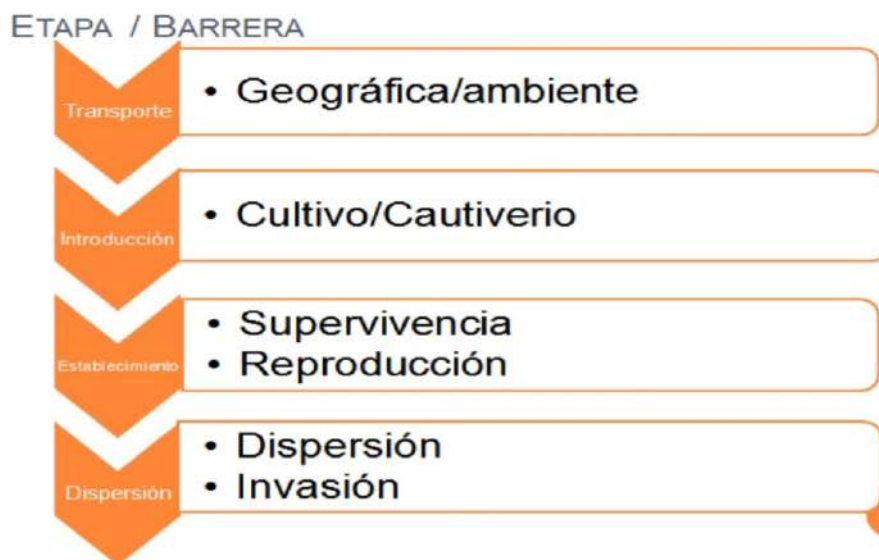 ETAPA / BARRERA
Transporte
• Geográfica/ambiente
Introducción
• Cultivo/Cautiverio
Establecimiento
• Supervivencia
• Reproducción
Dispersión
• Dispersión
• Invasión